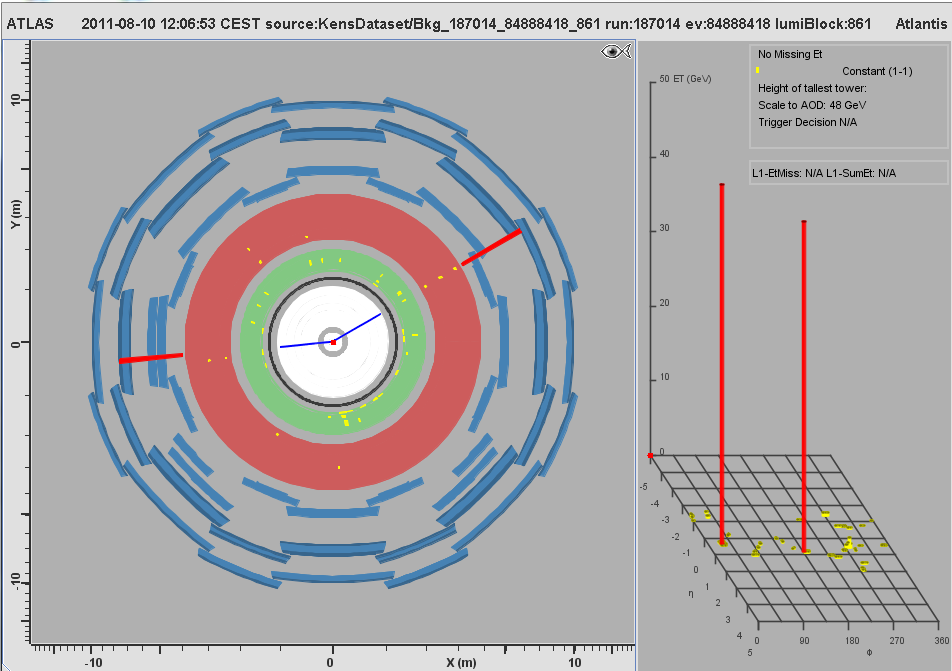 ATLAS 2011-08-10 12:06:53 CEST source:KensDataset/Bkg_187014_84888418_861 run:187014 ev:84888418 lumiBlock:861 Atlantis
No Missing Et
Constant (1-1)
Height of tallest tower:
Scale to AOD: 48 GeV
Trigger Decision N/A
L1-EtMiss: N/A L1-SumEt: N/A
50 ET (GeV)
40
30
20
10
0
-5
-4
-3
-2
-1
0
1
2
3
4
5
η
0 90 180 270 360
Φ
10
Y (m)
0
-10
-10 0 X (m) 10